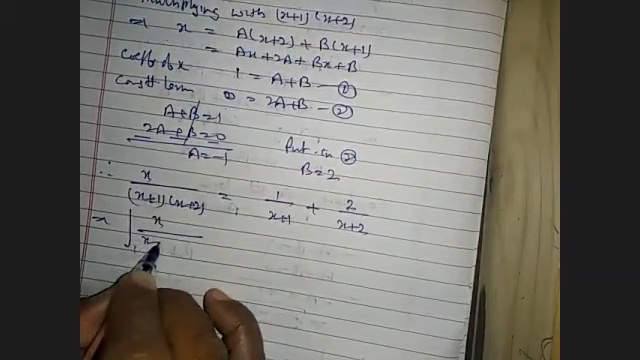 multiplying with (x+1)(x+2)
⇒ x = A(x+2) + B(x+1)
= Ax+2A + Bx+B
Coeff of x 1 = A+B — ①
Const term 0 = 2A+B — ②
A+B=1
2A+B=0 Put in ②
A=-1 B=2
∴ x/((x+1)(x+2)) = 1/(x+1) + 2/(x+2)
x